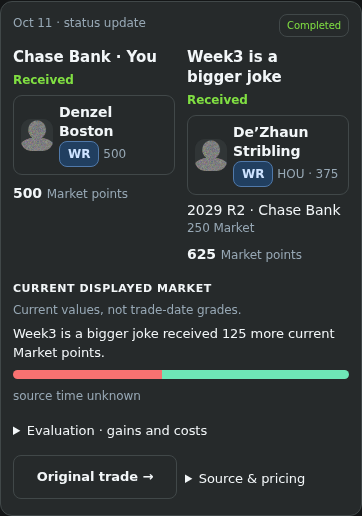 Oct 11 · status update
Completed
Chase Bank · You
Received
Denzel
Boston
WR 500
500 Market points
Week3 is a
bigger joke
Received
De’Zhaun
Stribling
WR HOU · 375
2029 R2 · Chase Bank
250 Market
625 Market points
CURRENT DISPLAYED MARKET
Current values, not trade-date grades.
Week3 is a bigger joke received 125 more current
Market points.
source time unknown
▶ Evaluation · gains and costs
Original trade →
▶ Source & pricing